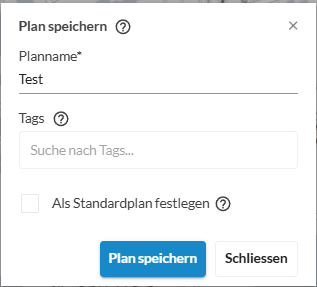 Plan speichern
Planname*
Test
Tags
Suche nach Tags...
Als Standardplan festlegen
Plan speichern Schliessen